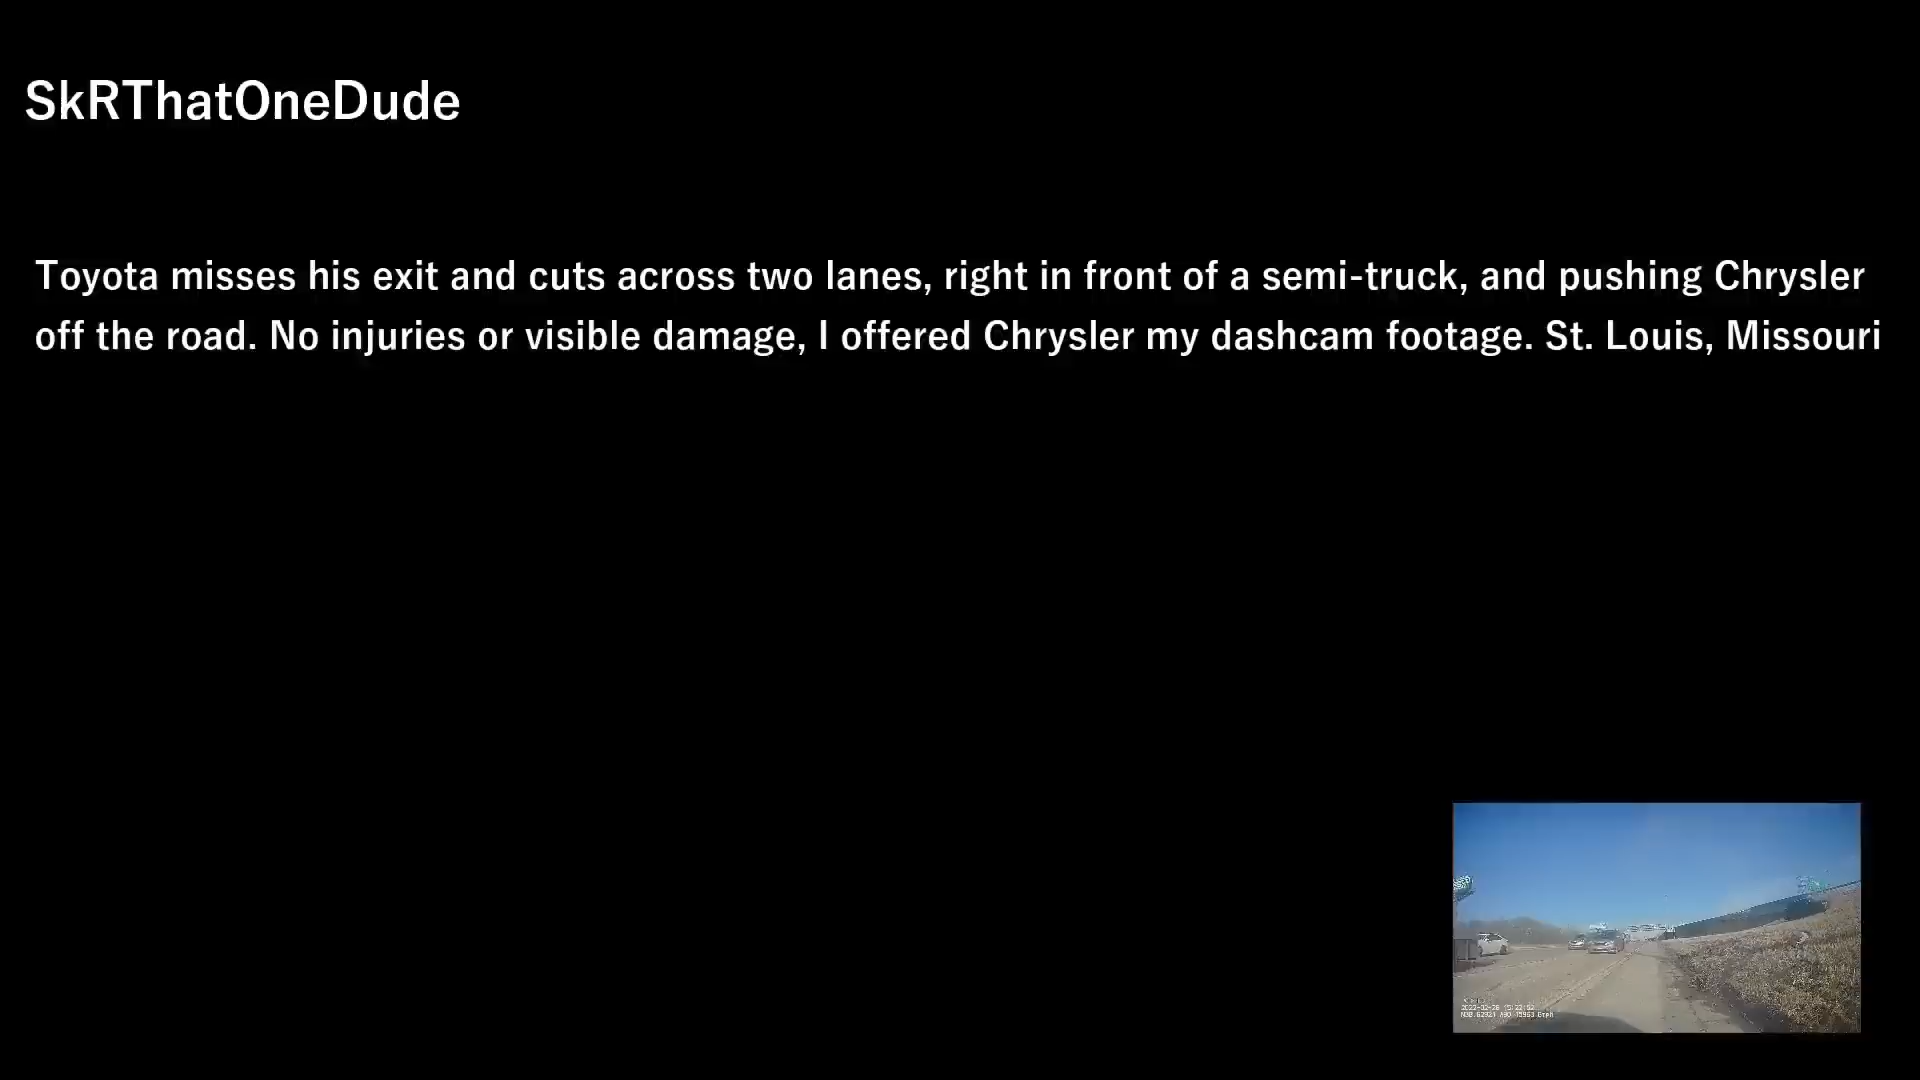 SkRThatOneDude
Toyota misses his exit and cuts across two lanes, right in front of a semi-truck, and pushing Chrysler
off the road. No injuries or visible damage, I offered Chrysler my dashcam footage. St. Louis, Missouri